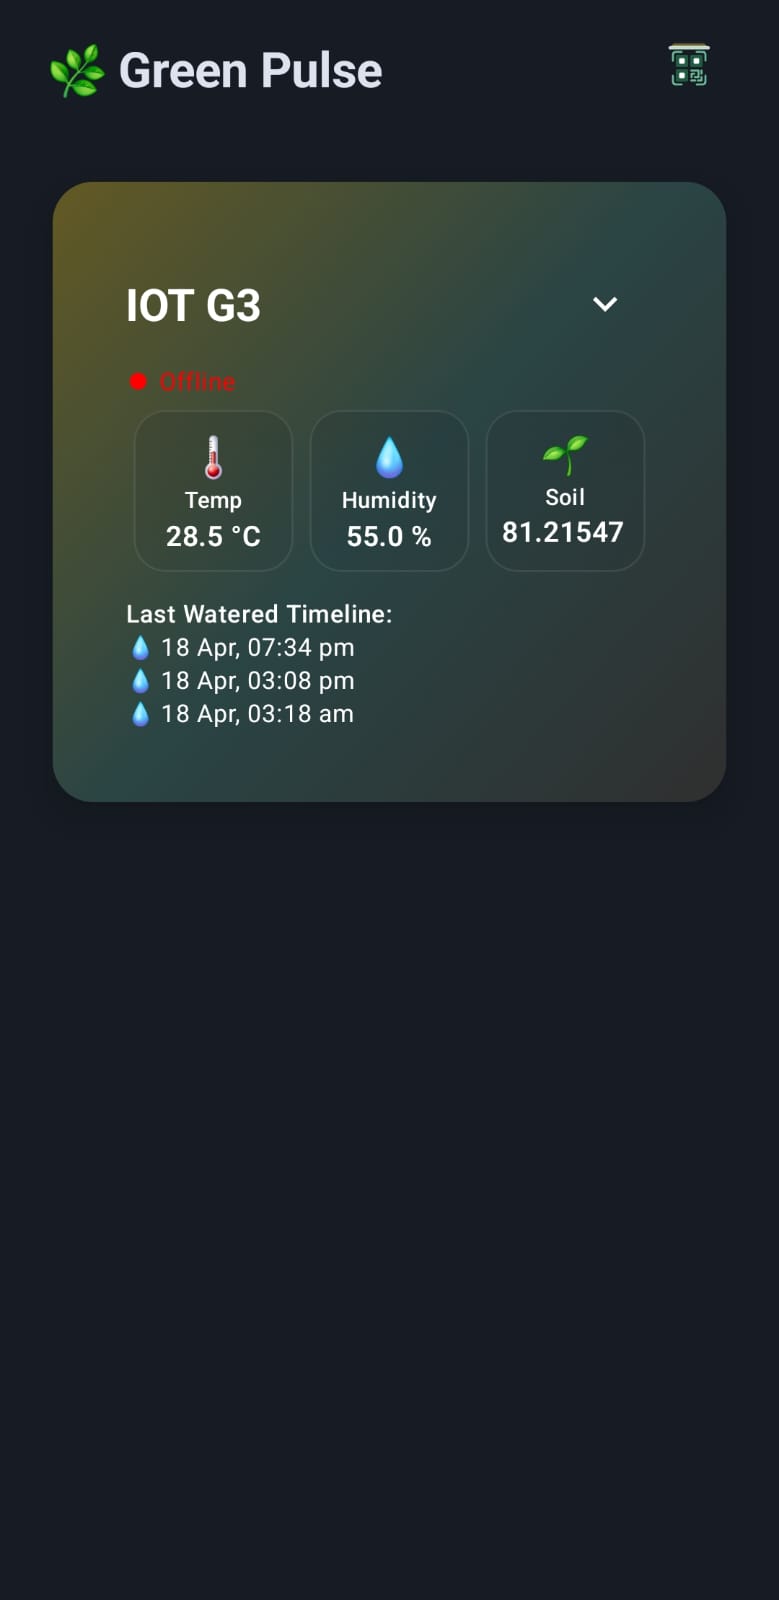 Green Pulse
IOT G3
Offline
Temp
28.5 °C
Humidity
55.0 %
Soil
81.21547
Last Watered Timeline:
18 Apr, 07:34 pm
18 Apr, 03:08 pm
18 Apr, 03:18 am